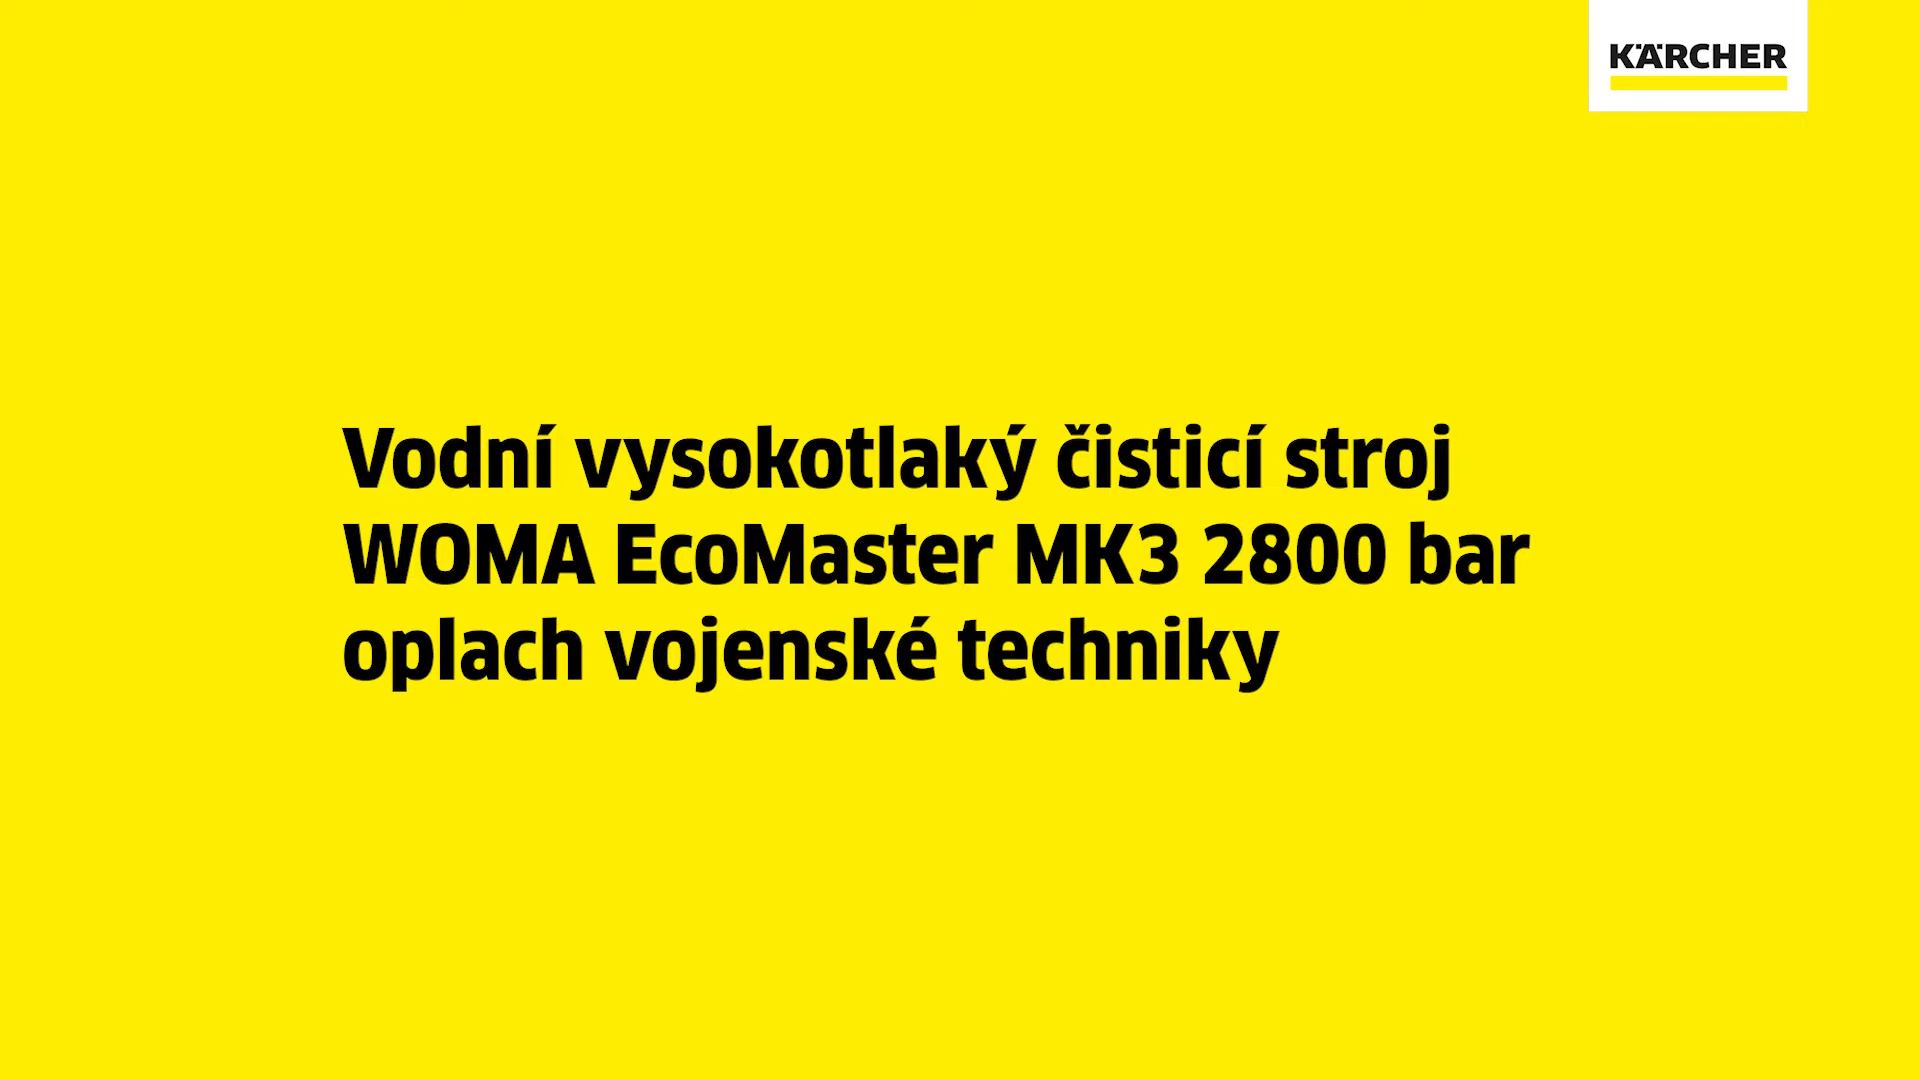 KÄRCHER
Vodní vysokotlaký čisticí stroj
WOMA EcoMaster MK3 2800 bar
oplach vojenské techniky